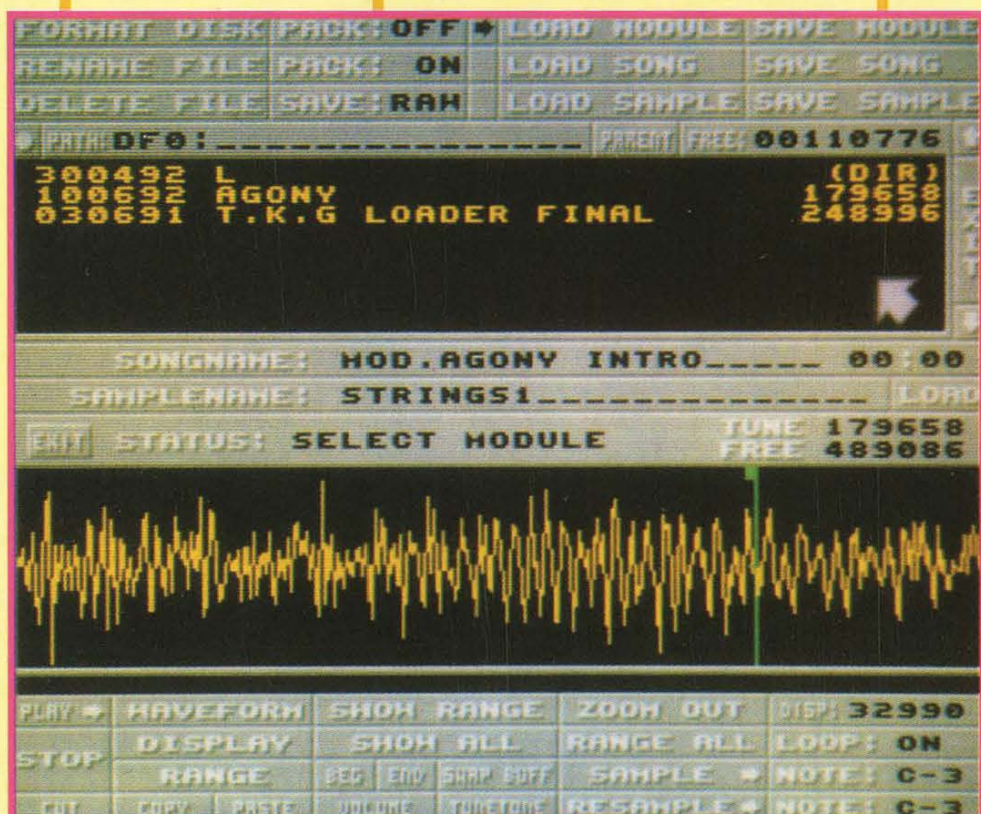 FORMAT DISK PACK: OFF LOAD MODULE SAVE MODULE
RENAME FILE PACK: ON LOAD SONG SAVE SONG
DELETE FILE SAVE: RAW LOAD SAMPLE SAVE SAMPLE
PATH: DF0:_________________ PARENT FREE: 00110776
300492 L (DIR)
100692 AGONY 179658
030691 T.K.G LOADER FINAL 248996
EXIT
SONGNAME: MOD.AGONY INTRO_____ 00:00
SAMPLENAME: STRINGS1_______________ LOAD
EXIT STATUS: SELECT MODULE TUNE 179658
FREE 489086
PLAY WAVEFORM SHOW RANGE ZOOM OUT DISP: 32990
STOP DISPLAY SHOW ALL RANGE ALL LOOP: ON
RANGE BEG END SWAP BUFF SAMPLE NOTE: C-3
CUT COPY PASTE VOLUME TUNETONE RESAMPLE NOTE: C-3